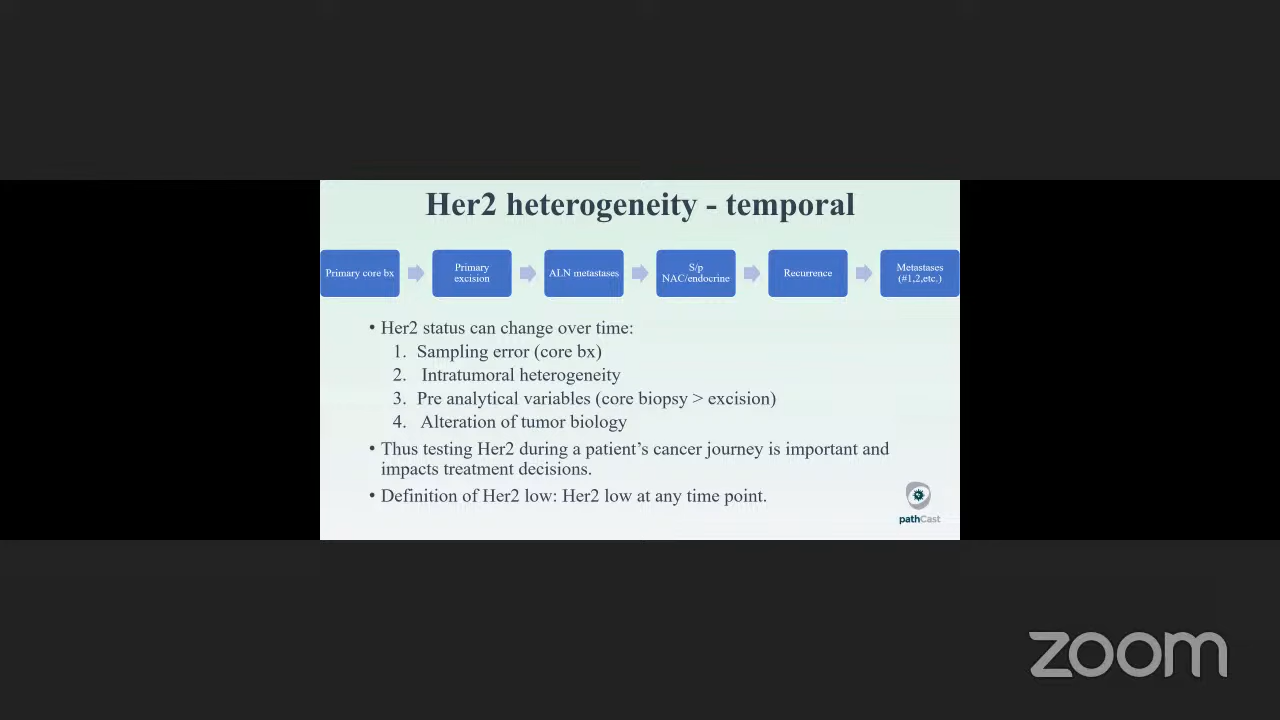 Her2 heterogeneity - temporal
Primary core bx
Primary
excision
ALN metastases
S/p
NAC/endocrine
Recurrence
Metastases
(#1,2,etc.)
• Her2 status can change over time:
1. Sampling error (core bx)
2. Intratumoral heterogeneity
3. Pre analytical variables (core biopsy > excision)
4. Alteration of tumor biology
• Thus testing Her2 during a patient's cancer journey is important and
impacts treatment decisions.
• Definition of Her2 low: Her2 low at any time point.
pathCast
zoom